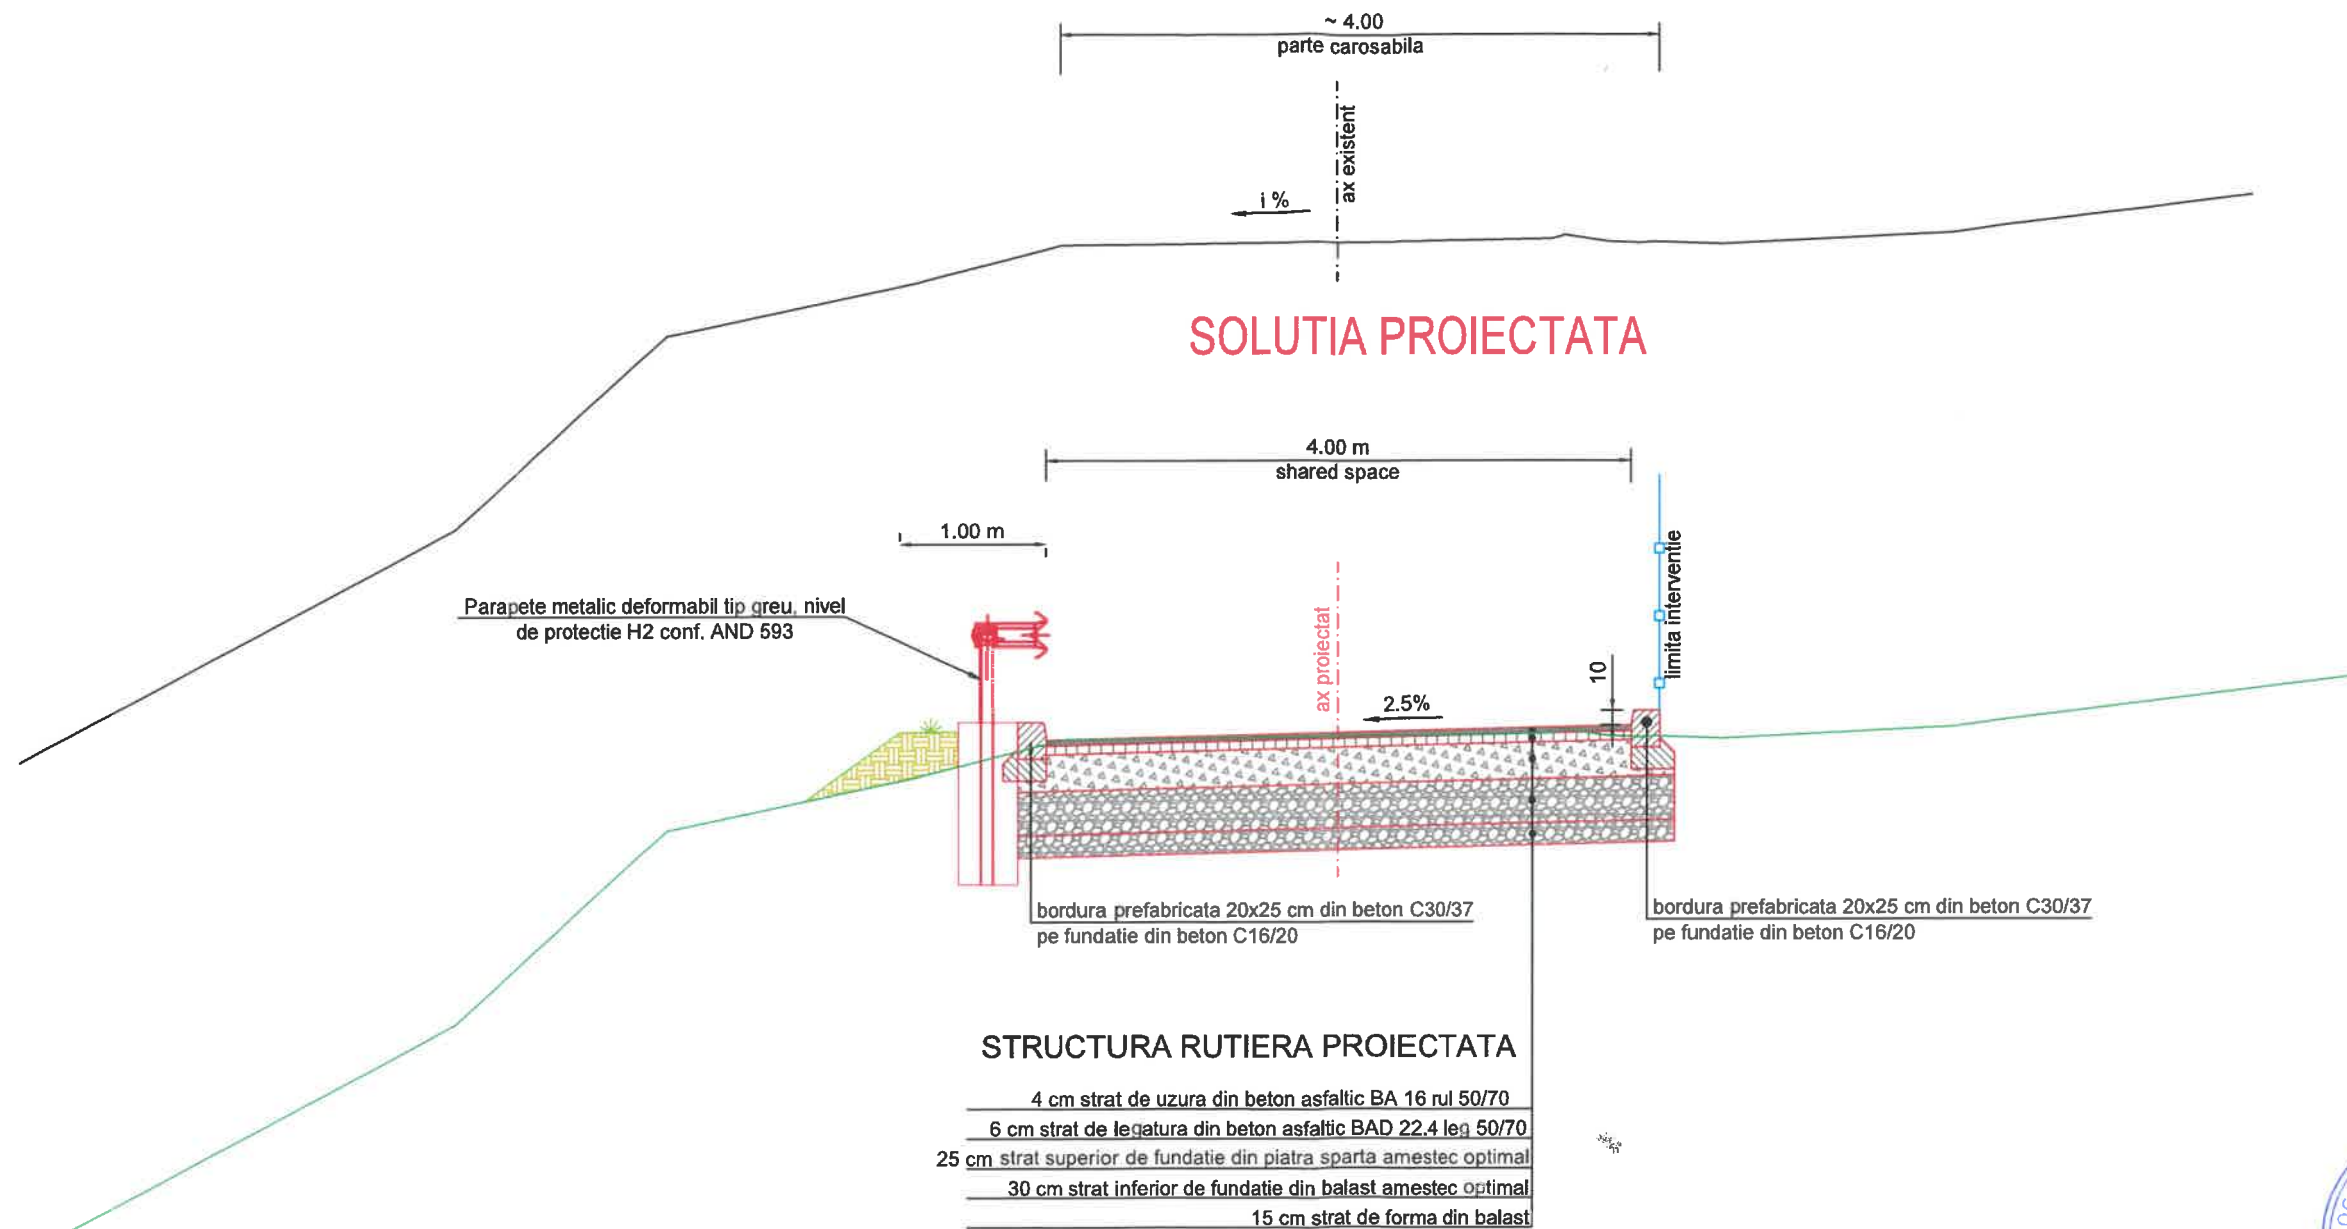 ~ 4.00
parte carosabila
ax existent
i %
SOLUTIA PROIECTATA
4.00 m
shared space
1.00 m
limita interventie
Parapete metalic deformabil tip greu, nivel
de protectie H2 conf. AND 593
ax proiectat
10
2.5%
bordura prefabricata 20x25 cm din beton C30/37
pe fundatie din beton C16/20
bordura prefabricata 20x25 cm din beton C30/37
pe fundatie din beton C16/20
STRUCTURA RUTIERA PROIECTATA
4 cm strat de uzura din beton asfaltic BA 16 rul 50/70
6 cm strat de legatura din beton asfaltic BAD 22.4 leg 50/70
25 cm strat superior de fundatie din piatra sparta amestec optimal
30 cm strat inferior de fundatie din balast amestec optimal
15 cm strat de forma din balast